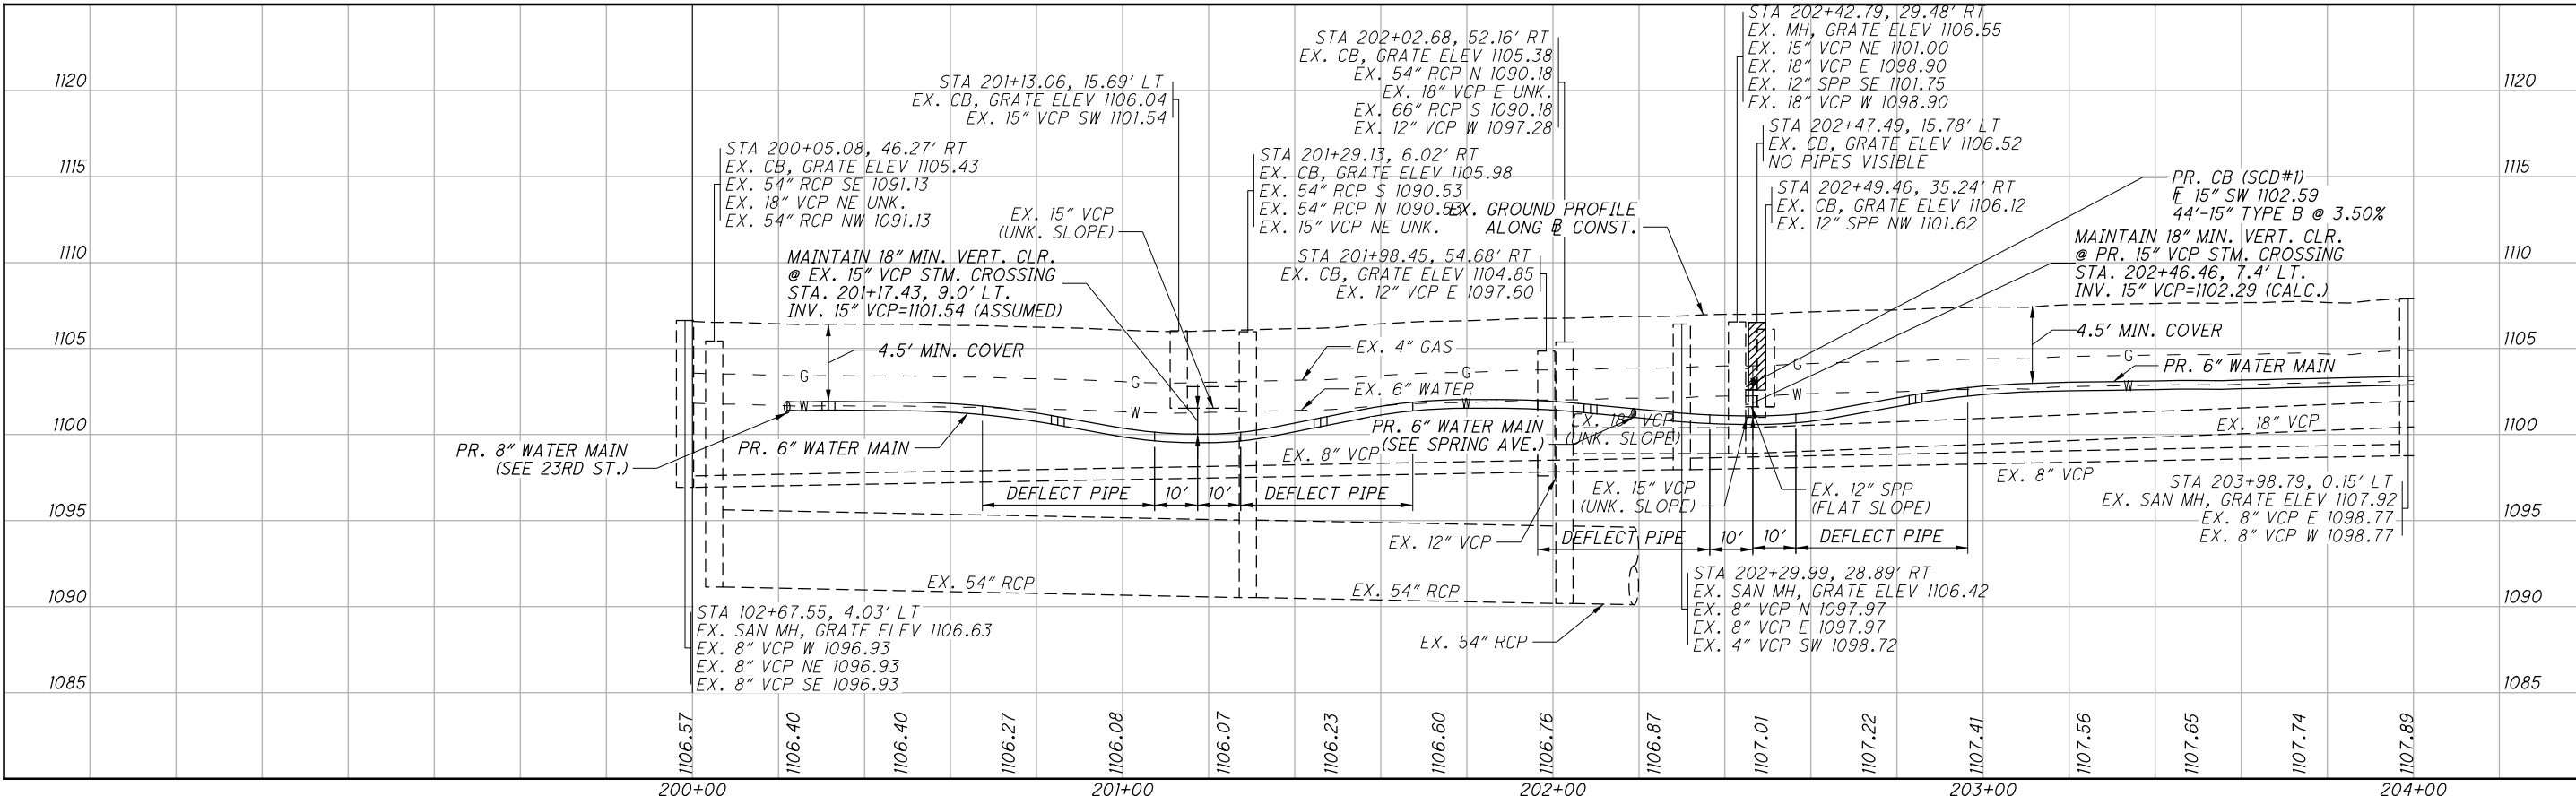 STA 202+42.79, 29.48' RT
EX. MH, GRATE ELEV 1106.55
EX. 15" VCP NE 1101.00
EX. 18" VCP E 1098.90
EX. 12" SPP SE 1101.75
EX. 18" VCP W 1098.90
STA 202+02.68, 52.16' RT
EX. CB, GRATE ELEV 1105.38
EX. 54" RCP N 1090.18
EX. 18" VCP E UNK.
EX. 66" RCP S 1090.18
EX. 12" VCP W 1097.28
STA 201+13.06, 15.69' LT
EX. CB, GRATE ELEV 1106.04
EX. 15" VCP SW 1101.54
1120
1120
STA 202+47.49, 15.78' LT
EX. CB, GRATE ELEV 1106.52
NO PIPES VISIBLE
STA 200+05.08, 46.27' RT
EX. CB, GRATE ELEV 1105.43
EX. 54" RCP SE 1091.13
EX. 18" VCP NE UNK.
EX. 54" RCP NW 1091.13
STA 201+29.13, 6.02' RT
EX. CB, GRATE ELEV 1105.98
EX. 54" RCP S 1090.53
EX. 54" RCP N 1090.53
EX. 15" VCP NE UNK.
1115
1115
PR. CB (SCD#1)
℄ 15" SW 1102.59
44'-15" TYPE B @ 3.50%
STA 202+49.46, 35.24' RT
EX. CB, GRATE ELEV 1106.12
EX. 12" SPP NW 1101.62
EX. 15" VCP
(UNK. SLOPE)
EX. GROUND PROFILE
ALONG ℄ CONST.
MAINTAIN 18" MIN. VERT. CLR.
@ PR. 15" VCP STM. CROSSING
STA. 202+46.46, 7.4' LT.
INV. 15" VCP=1102.29 (CALC.)
1110
1110
MAINTAIN 18" MIN. VERT. CLR.
@ EX. 15" VCP STM. CROSSING
STA. 201+17.43, 9.0' LT.
INV. 15" VCP=1101.54 (ASSUMED)
STA 201+98.45, 54.68' RT
EX. CB, GRATE ELEV 1104.85
EX. 12" VCP E 1097.60
1105
4.5' MIN. COVER
EX. 4" GAS
4.5' MIN. COVER
1105
G
G
G
G
G
PR. 6" WATER MAIN
EX. 6" WATER
W
W
W
W
W
1100
PR. 8" WATER MAIN
(SEE 23RD ST.)
PR. 6" WATER MAIN
EX. 8" VCP
PR. 6" WATER MAIN
(SEE SPRING AVE.)
EX. 18" VCP
(UNK. SLOPE)
EX. 18" VCP
1100
EX. 8" VCP
DEFLECT PIPE
10'
10'
DEFLECT PIPE
EX. 15" VCP
(UNK. SLOPE)
EX. 12" SPP
(FLAT SLOPE)
STA 203+98.79, 0.15' LT
EX. SAN MH, GRATE ELEV 1107.92
EX. 8" VCP E 1098.77
EX. 8" VCP W 1098.77
1095
1095
EX. 12" VCP
DEFLECT PIPE
10'
10'
DEFLECT PIPE
EX. 54" RCP
EX. 54" RCP
1090
1090
STA 202+29.99, 28.89' RT
EX. SAN MH, GRATE ELEV 1106.42
EX. 8" VCP N 1097.97
EX. 8" VCP E 1097.97
EX. 4" VCP SW 1098.72
EX. 54" RCP
STA 102+67.55, 4.03' LT
EX. SAN MH, GRATE ELEV 1106.63
EX. 8" VCP W 1096.93
EX. 8" VCP NE 1096.93
EX. 8" VCP SE 1096.93
1085
1085
1106.57
1106.40
1106.40
1106.27
1106.08
1106.07
1106.23
1106.60
1106.76
1106.87
1107.01
1107.22
1107.41
1107.56
1107.65
1107.74
1107.89
200+00
201+00
202+00
203+00
204+00